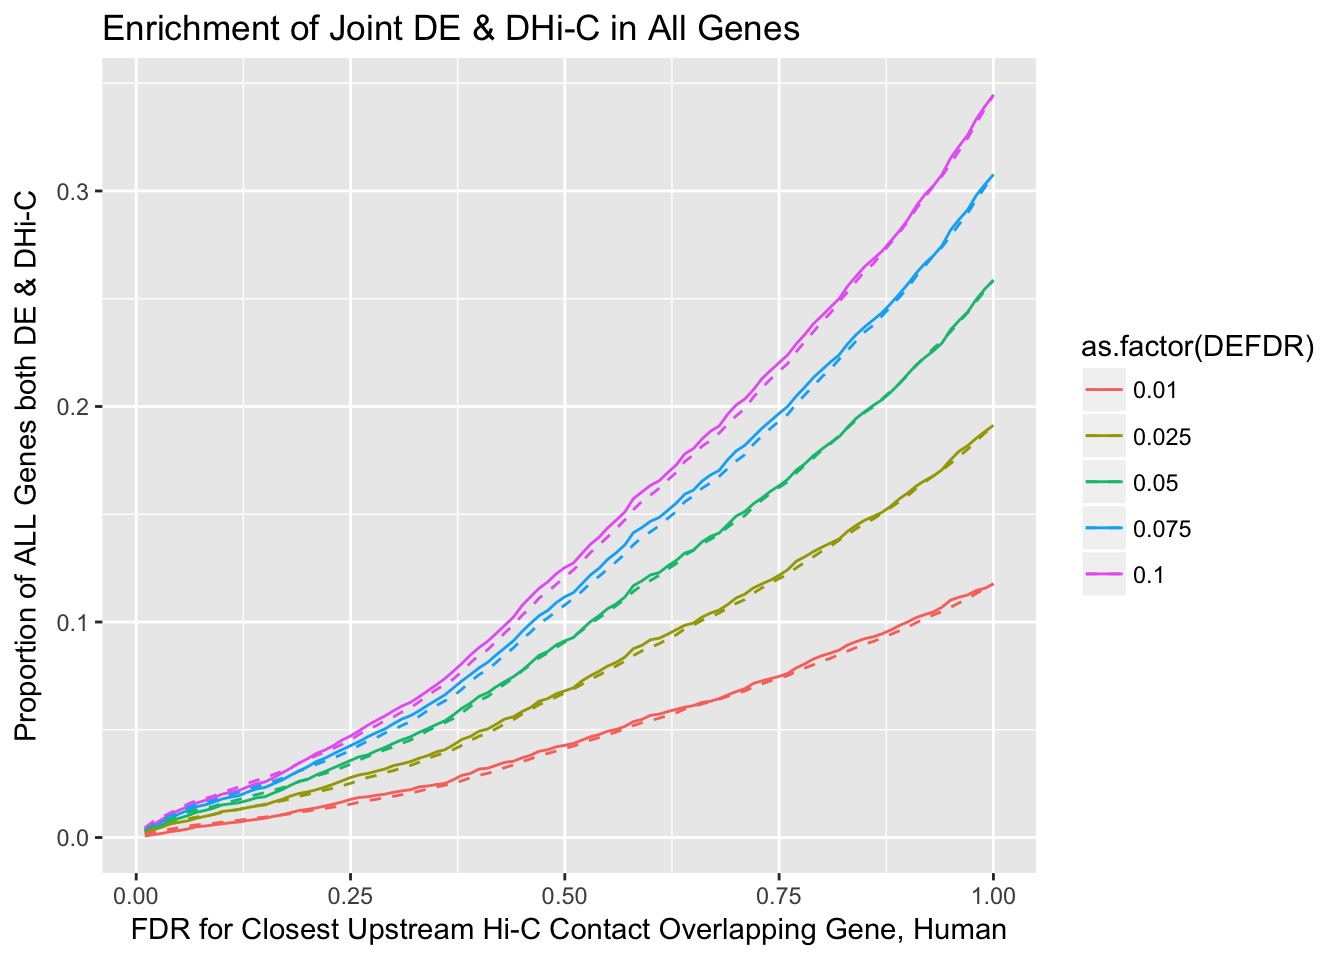 Enrichment of Joint DE & DHi-C in All Genes
Proportion of ALL Genes both DE & DHi-C
0.3
0.2
0.1
0.0
0.00 0.25 0.50 0.75 1.00
FDR for Closest Upstream Hi-C Contact Overlapping Gene, Human
as.factor(DEFDR)
0.01
0.025
0.05
0.075
0.1